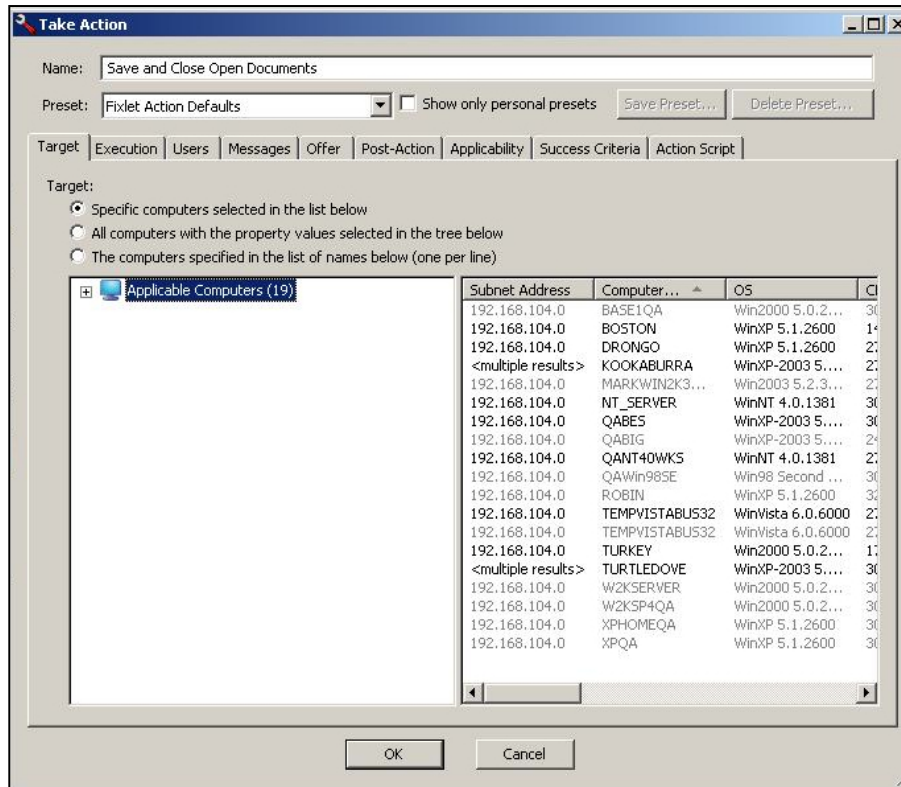 Take Action
Name: Save and Close Open Documents
Preset: Fixlet Action Defaults Show only personal presets Save Preset... Delete Preset...
Target Execution Users Messages Offer Post-Action Applicability Success Criteria Action Script
Target:
Specific computers selected in the list below
All computers with the property values selected in the tree below
The computers specified in the list of names below (one per line)
Applicable Computers (19)
Subnet Address Computer... OS
192.168.104.0 BASE1QA Win2000 5.0.2... 30
192.168.104.0 BOSTON WinXP 5.1.2600 14
192.168.104.0 DRONGO WinXP 5.1.2600
<multiple results> KOOKABURRA WinXP-2003 5....
192.168.104.0 MARKWIN2K3... Win2003 5.2.3...
192.168.104.0 NT_SERVER WinNT 4.0.1381 30
192.168.104.0 QABES WinXP-2003 5.... 30
192.168.104.0 QABIG WinXP-2003 5.... 24
192.168.104.0 QANT40WKS WinNT 4.0.1381
192.168.104.0 QAWin98SE Win98 Second ... 30
192.168.104.0 ROBIN WinXP 5.1.2600
192.168.104.0 TEMPVISTABUS32 WinVista 6.0.6000
192.168.104.0 TEMPVISTABUS32 WinVista 6.0.6000
192.168.104.0 TURKEY Win2000 5.0.2...
<multiple results> TURTLEDOVE WinXP-2003 5.... 30
192.168.104.0 W2KSERVER Win2000 5.0.2... 30
192.168.104.0 W2KSP4QA Win2000 5.0.2... 30
192.168.104.0 XPHOMEQA WinXP 5.1.2600 30
192.168.104.0 XPQA WinXP 5.1.2600 30
OK Cancel